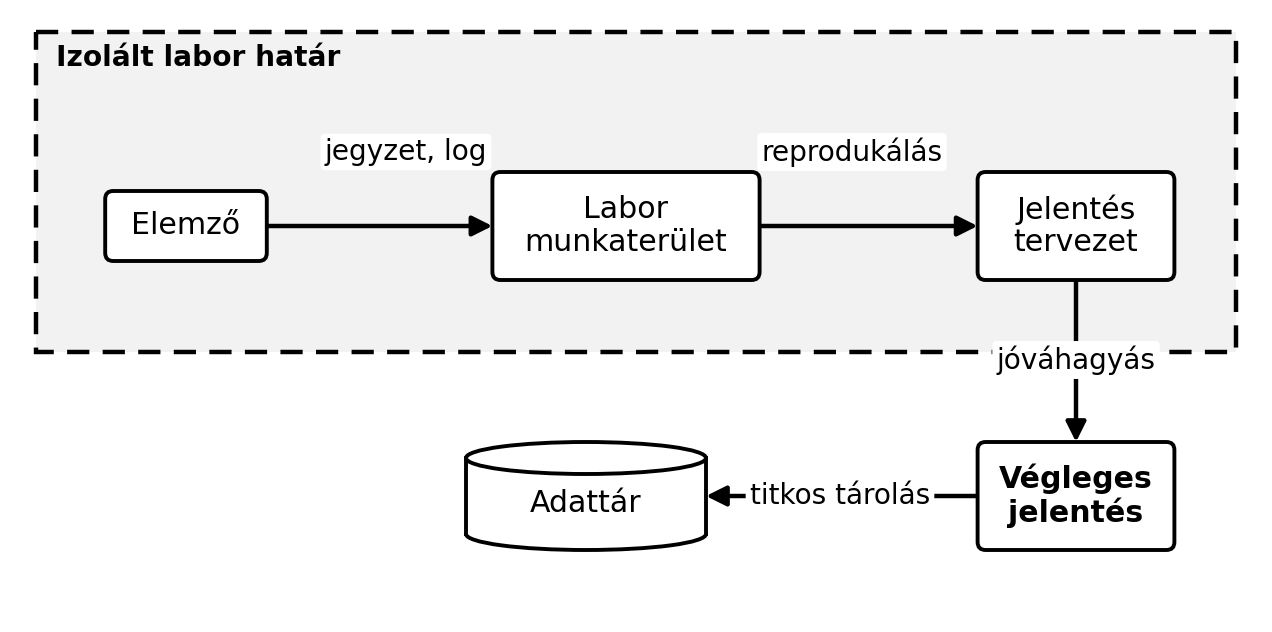 Izolált labor határ
jegyzet, log
reprodukálás
Elemző
Labor
munkaterület
Jelentés
tervezet
jóváhagyás
Adattár
titkos tárolás
Végleges
jelentés